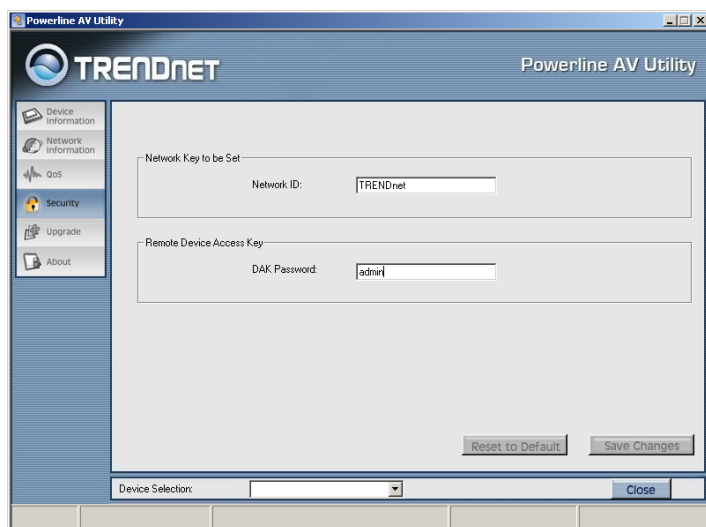 Powerline AV Utility
TRENDnet
Powerline AV Utility
Device Information
Network Information
QoS
Security
Upgrade
About
Network Key to be Set
Network ID: TRENDnet
Remote Device Access Key
DAK Password: admin
Reset to Default
Save Changes
Device Selection:
Close